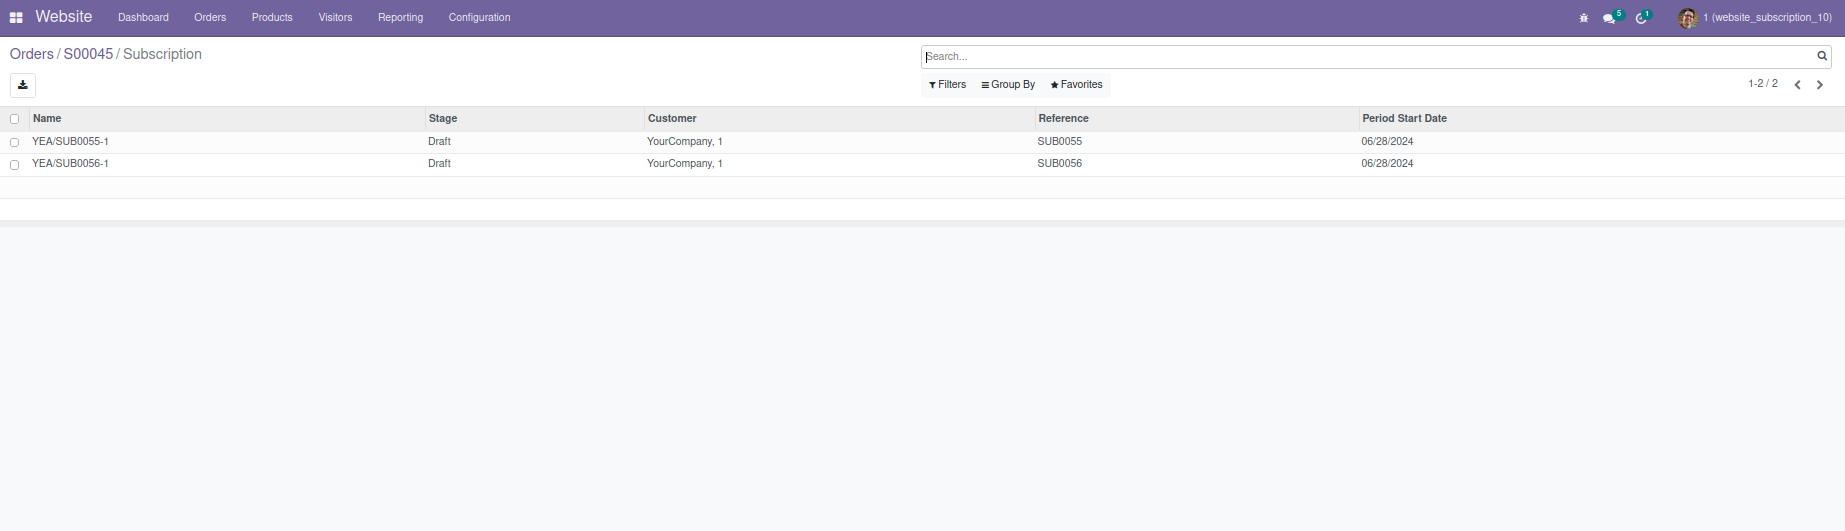 Website Dashboard Orders Products Visitors Reporting Configuration 5 1 1 (website_subscription_10)
Orders / S00045 / Subscription
Search...
Filters Group By Favorites 1-2 / 2
Name Stage Customer Reference Period Start Date
YEA/SUB0055-1 Draft YourCompany, 1 SUB0055 06/28/2024
YEA/SUB0056-1 Draft YourCompany, 1 SUB0056 06/28/2024